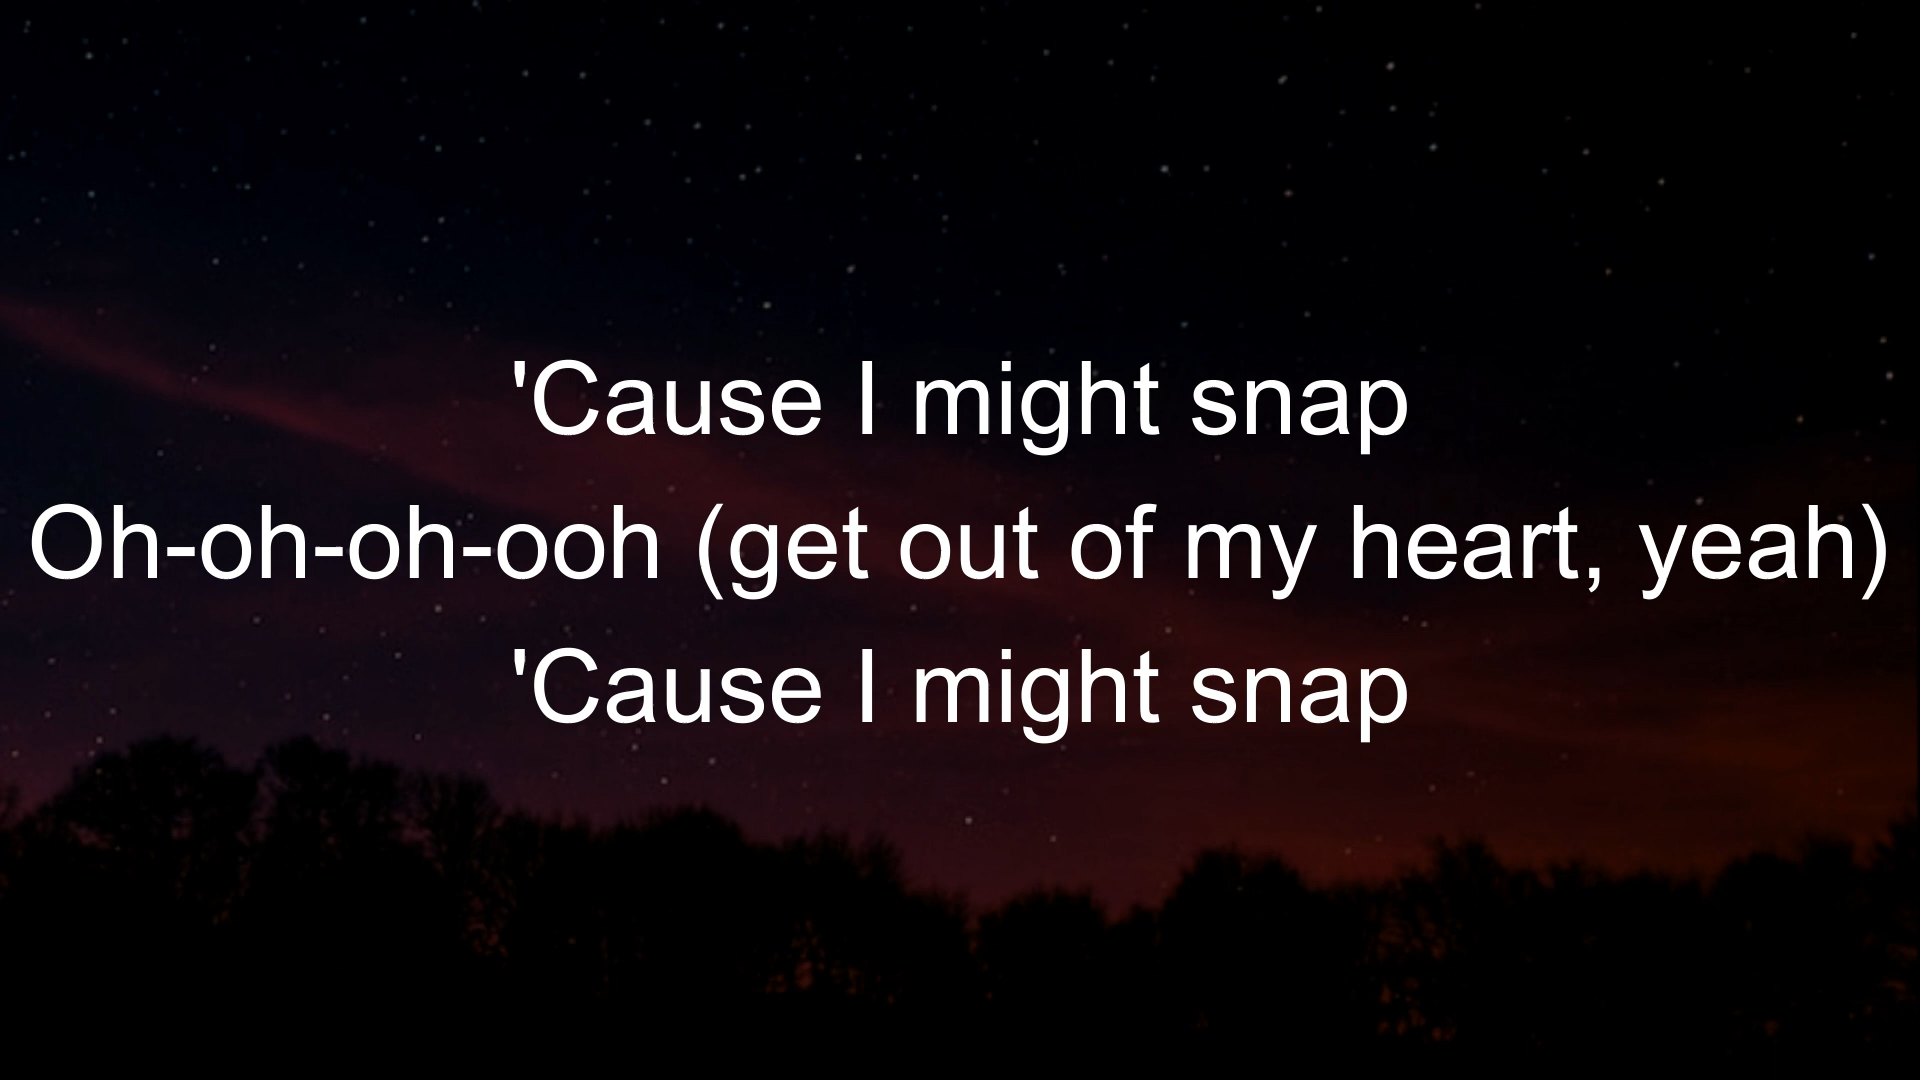 'Cause I might snap
Oh-oh-oh-ooh (get out of my heart, yeah)
'Cause I might snap